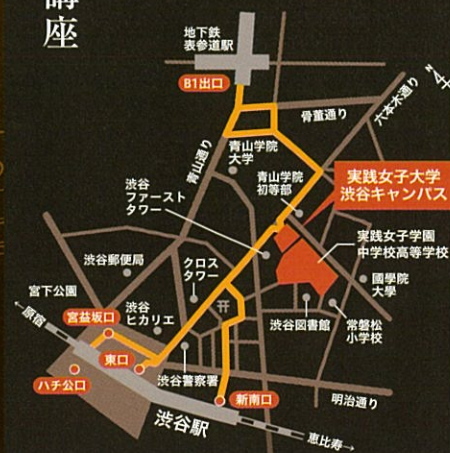 講座
地下鉄
表参道駅
B1出口
N
六本木通り
骨董通り
青山通り
青山学院
大学
青山学院
初等部
実践女子大学
渋谷キャンパス
渋谷
ファースト
タワー
実践女子学園
中学校高等学校
渋谷郵便局
クロス
タワー
國學院
大學
宮下公園
渋谷
ヒカリエ
渋谷図書館
常磐松
小学校
←原宿
宮益坂口
東口
渋谷警察署
ハチ公口
新南口
明治通り
渋谷駅
恵比寿→